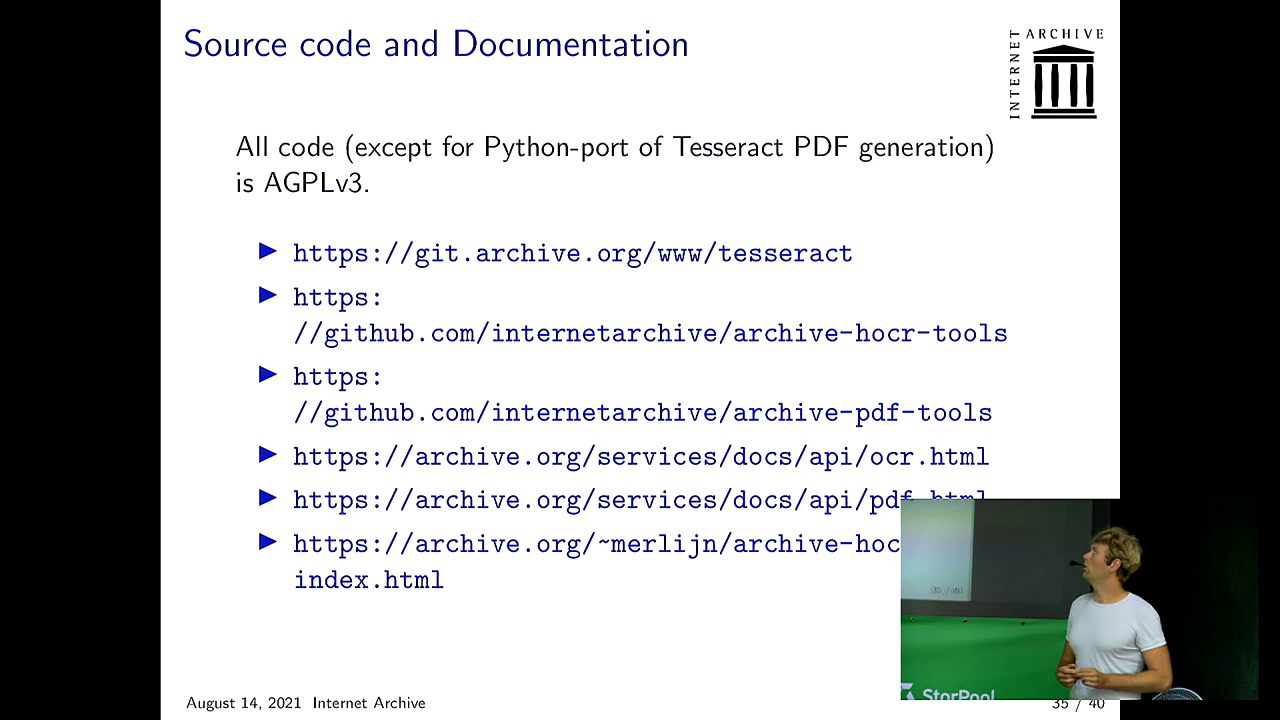 Source code and Documentation
INTERNET ARCHIVE
All code (except for Python-port of Tesseract PDF generation)
is AGPLv3.
https://git.archive.org/www/tesseract
https:
//github.com/internetarchive/archive-hocr-tools
https:
//github.com/internetarchive/archive-pdf-tools
https://archive.org/services/docs/api/ocr.html
https://archive.org/services/docs/api/pdf.html
https://archive.org/~merlijn/archive-hoc
index.html
35 / 40
StorPool
August 14, 2021 Internet Archive
35 / 40